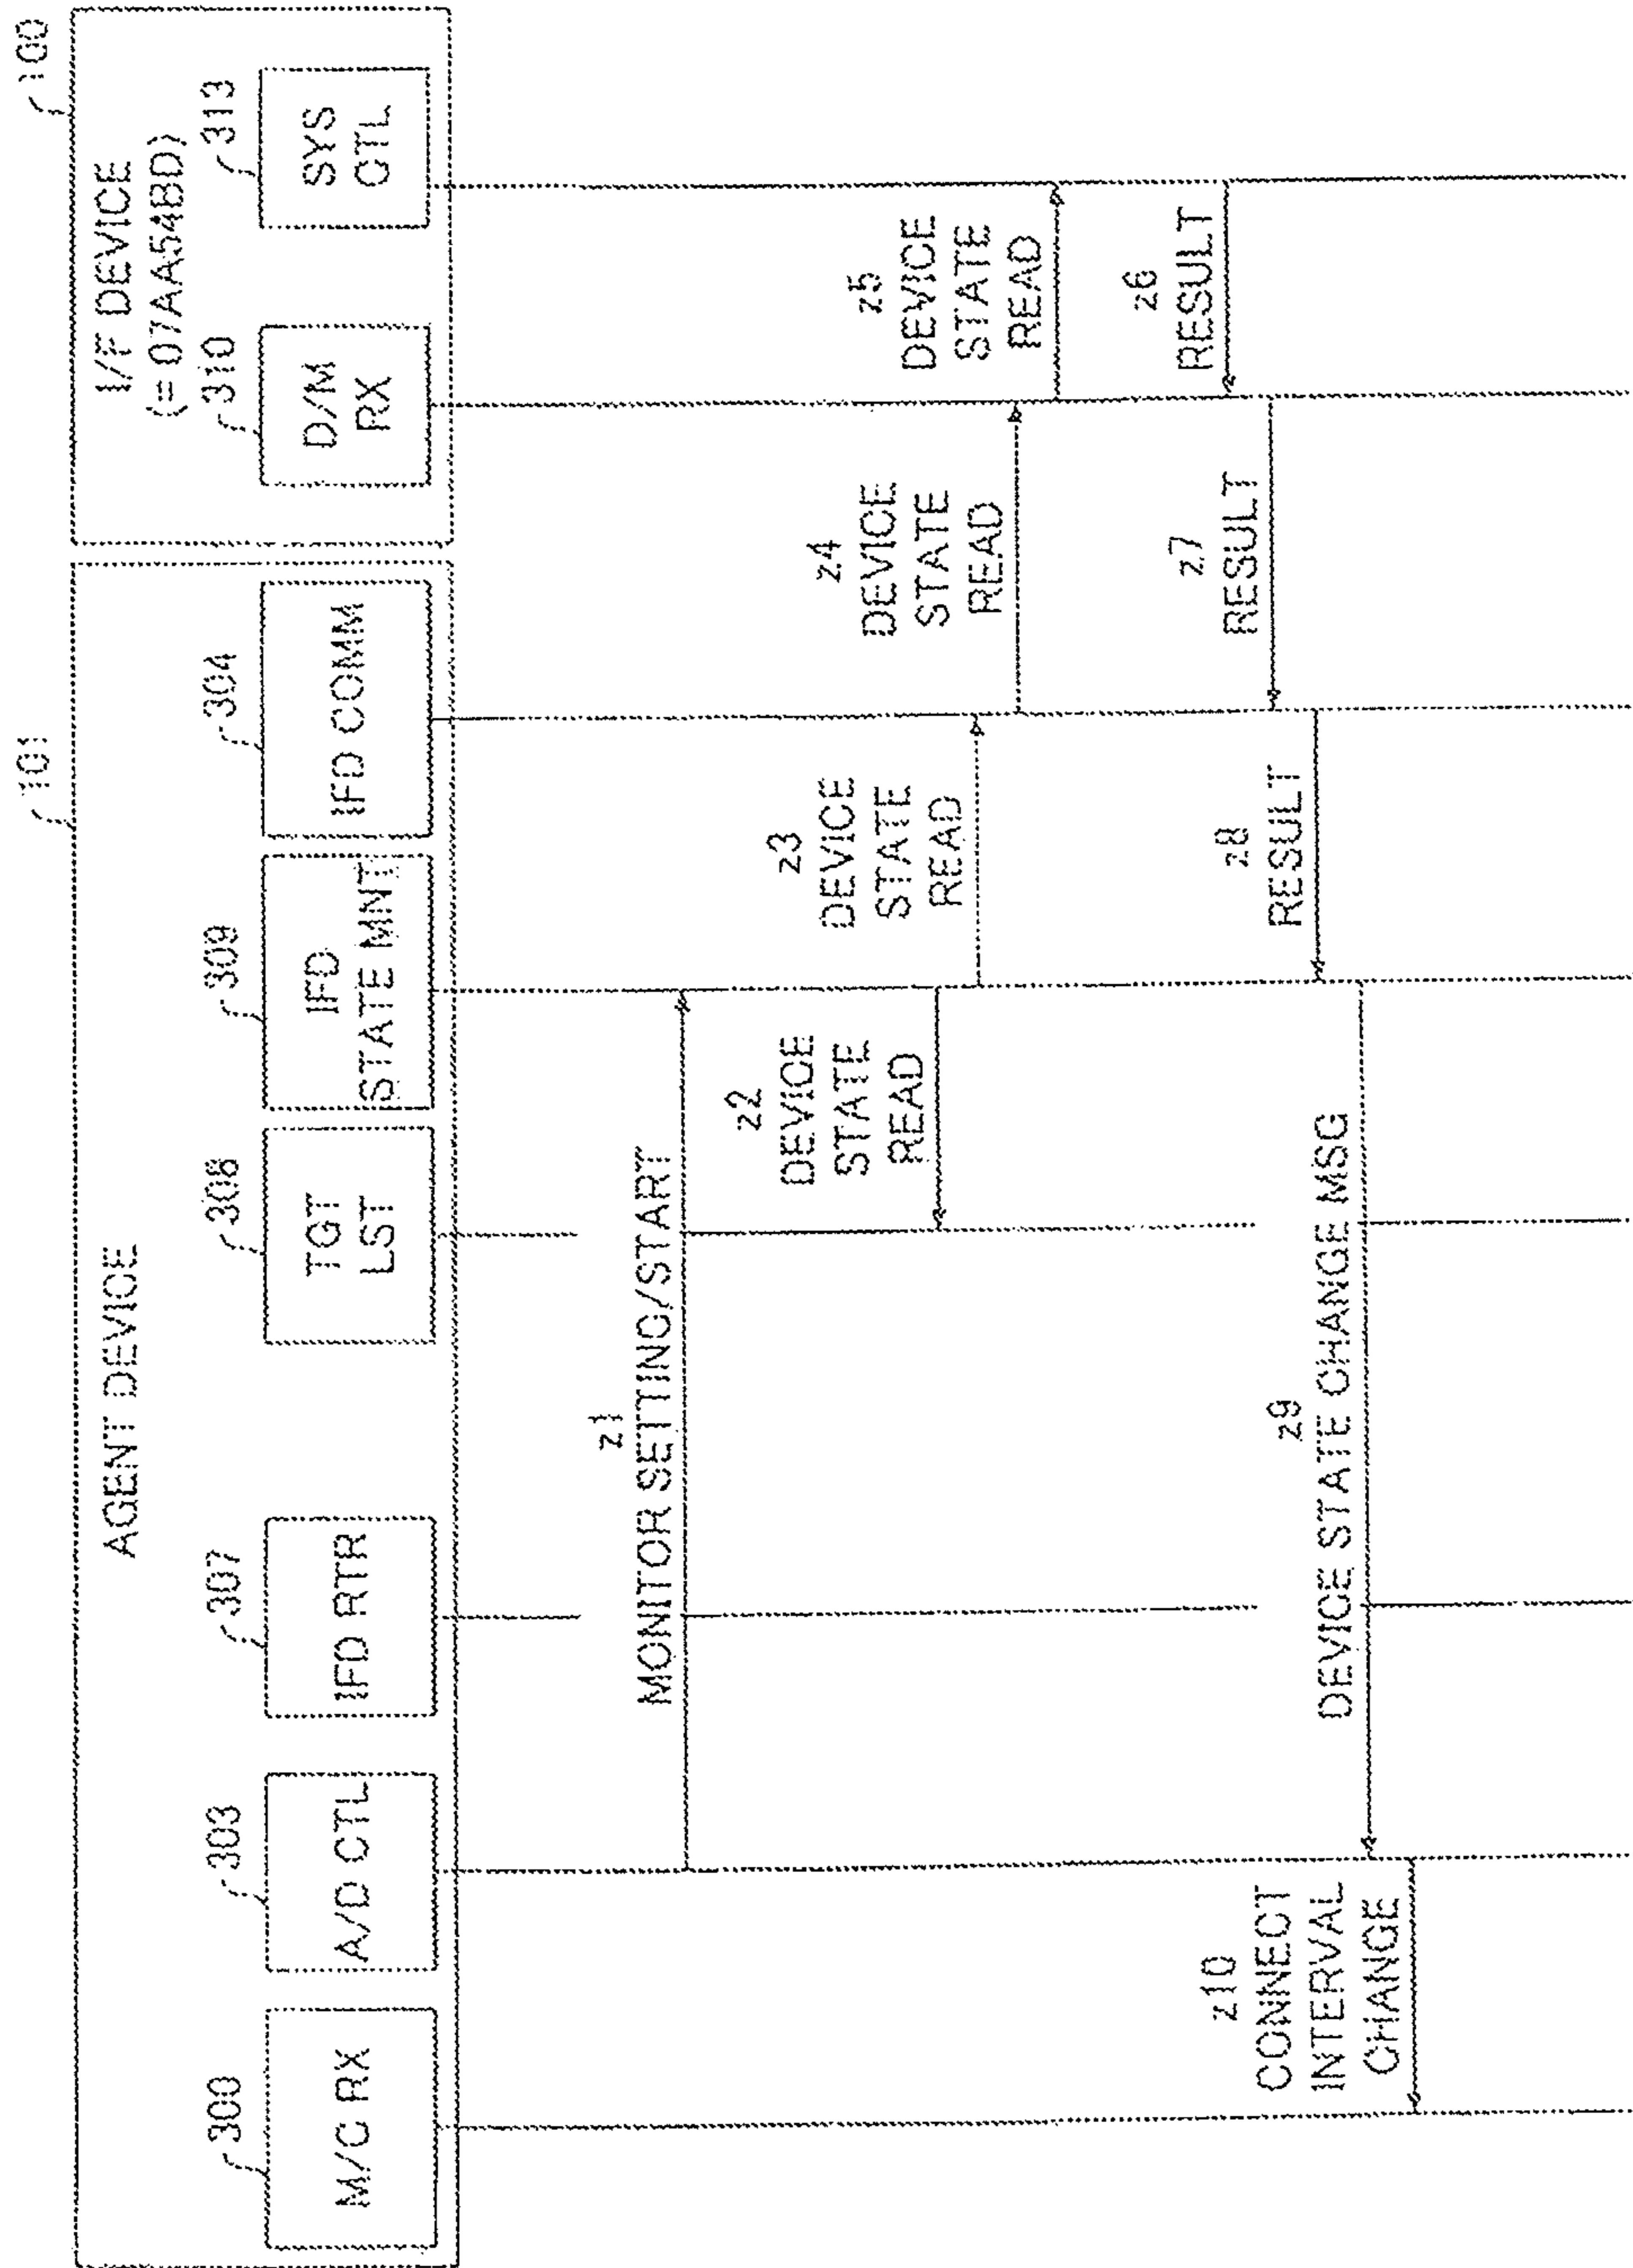 101
100
AGENT DEVICE
I/F DEVICE
(= 07AA54BD)
300
M/C RX
303
A/D CTL
307
IFD RTR
308
TGT
LST
309
IFD
STATE MNT
304
IFD COMM
310
D/M
RX
313
SYS
CTL
z1
MONITOR SETTING/START
z2
DEVICE
STATE
READ
z3
DEVICE
STATE
READ
z4
DEVICE
STATE
READ
z5
DEVICE
STATE
READ
z6
RESULT
z7
RESULT
z8
RESULT
z9
DEVICE STATE CHANGE MSG
z10
CONNECT
INTERVAL
CHANGE